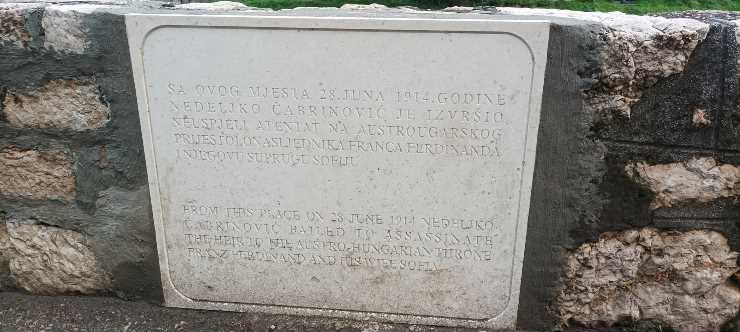 SA OVOG MJESTA 28. JUNA 1914. GODINE
NEDELJKO ČABRINOVIĆ JE IZVRŠIO
NEUSPJELI ATENTAT NA AUSTROUGARSKOG
PRIJESTOLONASLJEDNIKA FRANCA FERDINANDA
I NJEGOVU SUPRUGU SOFIJU
FROM THIS PLACE ON 28 JUNE 1914 NEDELJKO
ČABRINOVIĆ FAILED TO ASSASSINATE
THE HEIR TO THE AUSTRO-HUNGARIAN THRONE
FRANZ FERDINAND AND HIS WIFE SOFIA